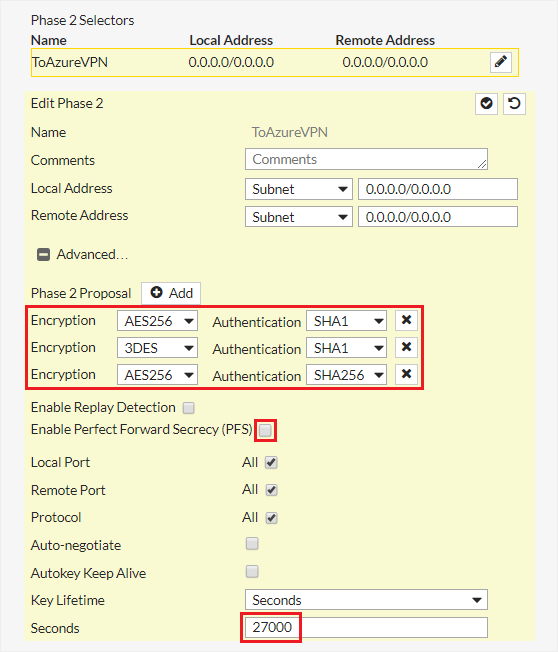 Phase 2 Selectors
Name Local Address Remote Address
ToAzureVPN 0.0.0.0/0.0.0.0 0.0.0.0/0.0.0.0
Edit Phase 2
Name ToAzureVPN
Comments Comments
Local Address Subnet 0.0.0.0/0.0.0.0
Remote Address Subnet 0.0.0.0/0.0.0.0
Advanced...
Phase 2 Proposal Add
Encryption AES256 Authentication SHA1
Encryption 3DES Authentication SHA1
Encryption AES256 Authentication SHA256
Enable Replay Detection
Enable Perfect Forward Secrecy (PFS)
Local Port All
Remote Port All
Protocol All
Auto-negotiate
Autokey Keep Alive
Key Lifetime Seconds
Seconds 27000